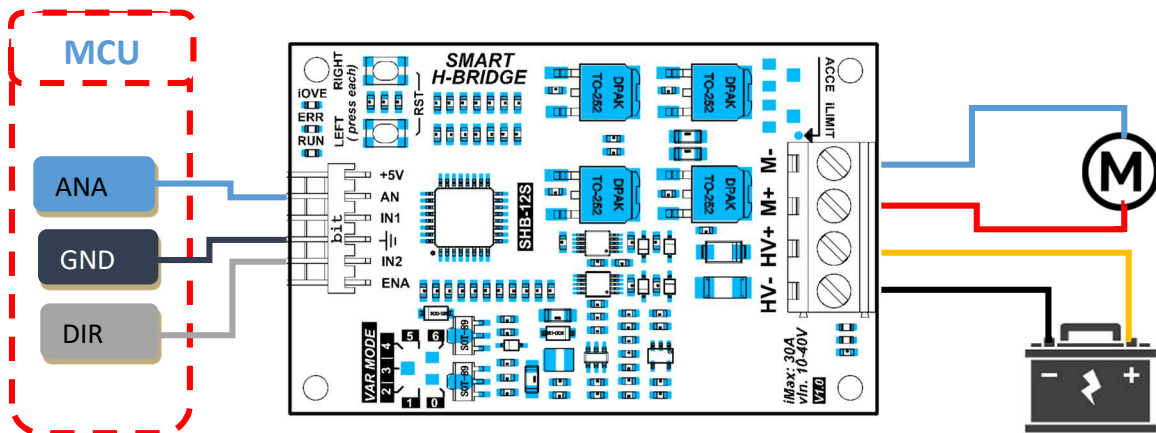 MCU
ANA
GND
DIR
SMART
H-BRIDGE
RIGHT
LEFT
( press each)
RST
iOVE
ERR
RUN
+5V
AN
IN1
IN2
ENA
bit
SHB-12S
DPAK
TO-252
DPAK
TO-252
DPAK
TO-252
DPAK
TO-252
ACCE
iLIMIT
M-
M+
HV+
HV-
M
VAR MODE
2 3 4
5 6
1 0
SOT-89
SOT-89
iMax: 30A
vIn. 10-40V
V1.0
− +